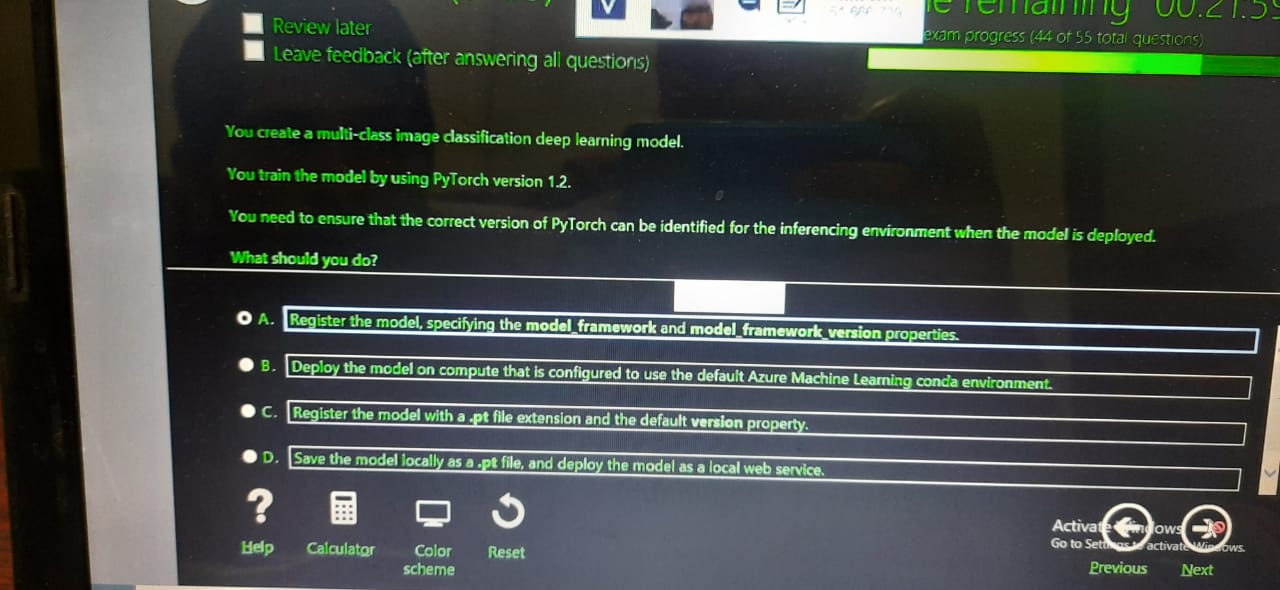 Review later
Leave feedback (after answering all questions)
remaining 00:21:59
exam progress (44 of 55 total questions)
You create a multi-class image classification deep learning model.
You train the model by using PyTorch version 1.2.
You need to ensure that the correct version of PyTorch can be identified for the inferencing environment when the model is deployed.
What should you do?
A. Register the model, specifying the model_framework and model_framework_version properties.
B. Deploy the model on compute that is configured to use the default Azure Machine Learning conda environment.
C. Register the model with a .pt file extension and the default version property.
D. Save the model locally as a .pt file, and deploy the model as a local web service.
Help
Calculator
Color scheme
Reset
Activate Windows
Go to Settings to activate Windows.
Previous
Next